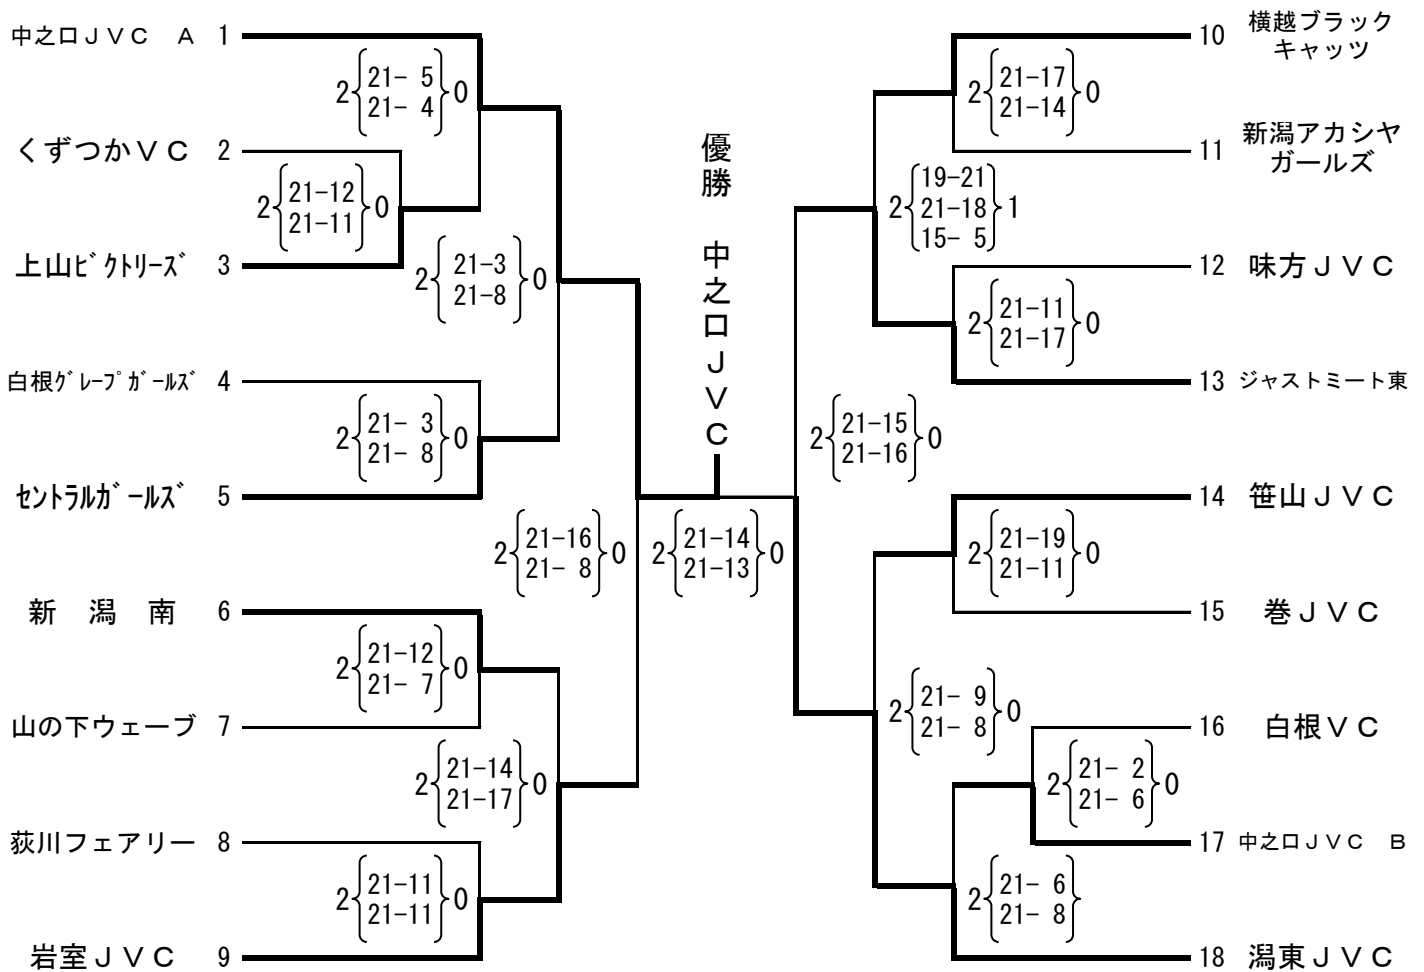 中之口ＪＶＣ　Ａ 1
2 21- 5 0
21- 4
くずつかＶＣ 2
2 21-12 0
21-11
上山ﾋﾞｸﾄﾘｰｽﾞ 3
2 21-3 0
21-8
白根ｸﾞﾚｰﾌﾟｶﾞｰﾙｽﾞ 4
2 21- 3 0
21- 8
ｾﾝﾄﾗﾙｶﾞｰﾙｽﾞ 5
2 21-16 0
21- 8
新　潟　南 6
2 21-12 0
21- 7
山の下ウェーブ 7
2 21-14 0
21-17
荻川フェアリー 8
2 21-11 0
21-11
岩室ＪＶＣ 9
優勝　中之口ＪＶＣ
2 21-14 0
21-13
10 横越ブラック
キャッツ
2 21-17 0
21-14
11 新潟アカシヤ
ガールズ
2 19-21 1
21-18
15- 5
12 味方ＪＶＣ
2 21-11 0
21-17
13 ジャストミート東
2 21-15 0
21-16
14 笹山ＪＶＣ
2 21-19 0
21-11
15 巻ＪＶＣ
2 21- 9 0
21- 8
16 白根ＶＣ
2 21- 2 0
21- 6
17 中之口ＪＶＣ　Ｂ
2 21- 6
21- 8
18 潟東ＪＶＣ